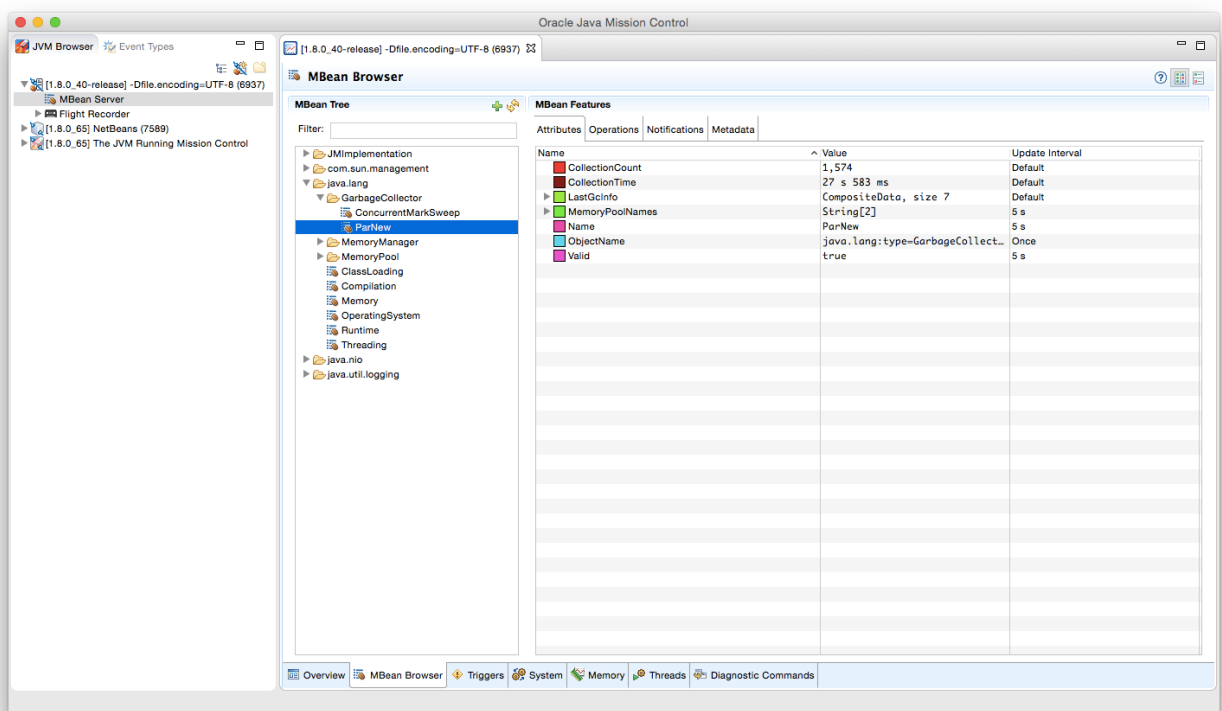 Oracle Java Mission Control
JVM Browser
Event Types
[1.8.0_40-release] -Dfile.encoding=UTF-8 (6937)
MBean Server
Flight Recorder
[1.8.0_65] NetBeans (7589)
[1.8.0_65] The JVM Running Mission Control
[1.8.0_40-release] -Dfile.encoding=UTF-8 (6937)
MBean Browser
MBean Tree
Filter:
JMImplementation
com.sun.management
java.lang
GarbageCollector
ConcurrentMarkSweep
ParNew
MemoryManager
MemoryPool
ClassLoading
Compilation
Memory
OperatingSystem
Runtime
Threading
java.nio
java.util.logging
MBean Features
Attributes Operations Notifications Metadata
Name Value Update Interval
CollectionCount 1,574 Default
CollectionTime 27 s 583 ms Default
LastGcInfo CompositeData, size 7 Default
MemoryPoolNames String[2] 5 s
Name ParNew 5 s
ObjectName java.lang:type=GarbageCollect... Once
Valid true 5 s
Overview MBean Browser Triggers System Memory Threads Diagnostic Commands